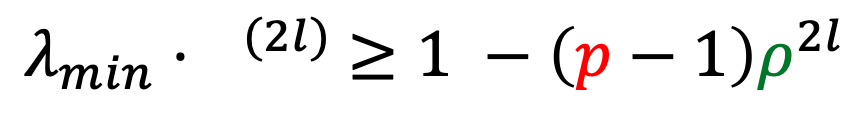 λ_min · ^(2l) ≥ 1 − (p − 1)ρ^2l